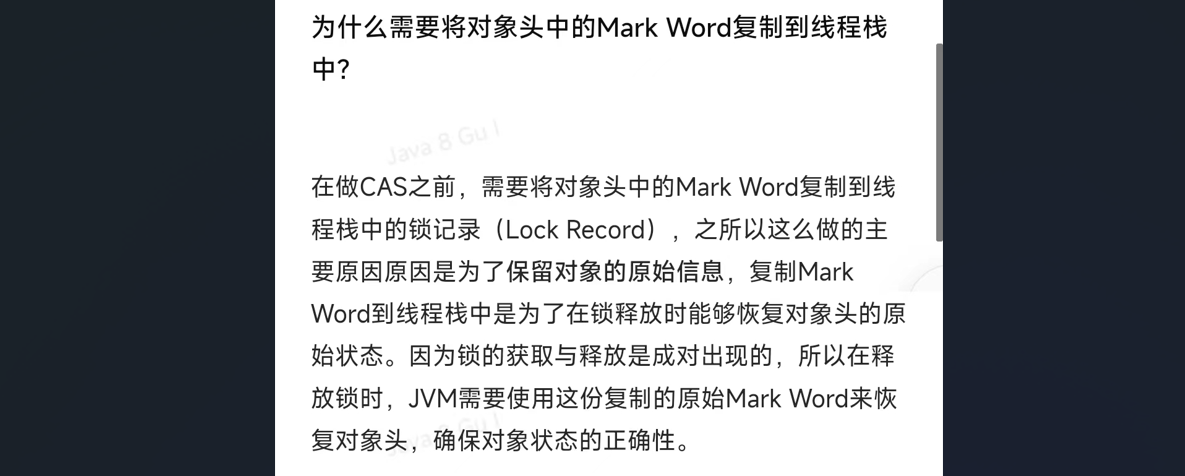 为什么需要将对象头中的Mark Word复制到线程栈
中？
Java 8 Gu I
在做CAS之前，需要将对象头中的Mark Word复制到线
程栈中的锁记录（Lock Record），之所以这么做的主
要原因原因是为了保留对象的原始信息，复制Mark
Word到线程栈中是为了在锁释放时能够恢复对象头的原
始状态。因为锁的获取与释放是成对出现的，所以在释
放锁时，JVM需要使用这份复制的原始Mark Word来恢
复对象头，确保对象状态的正确性。
Java 8 Gu I